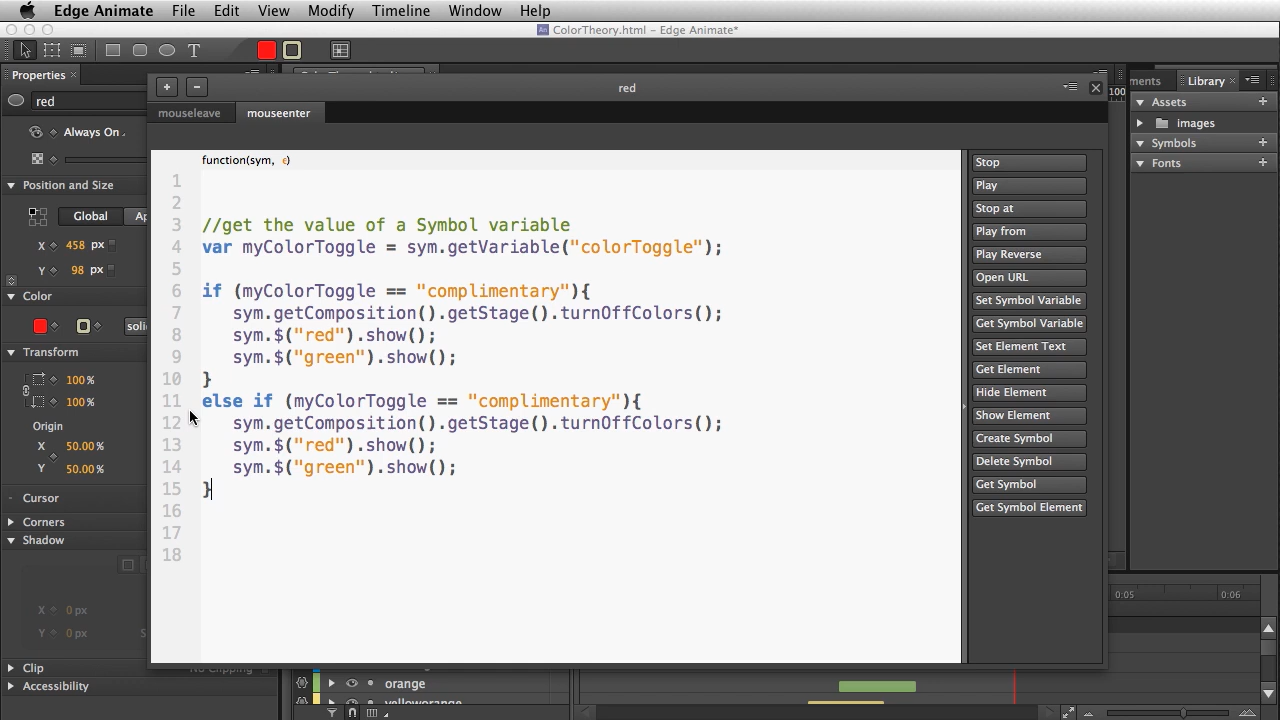 Edge Animate File Edit View Modify Timeline Window Help
ColorTheory.html - Edge Animate*
T
Properties ×
red
Always On
Position and Size
Global
X 458 px
Y 98 px
Color
Transform
100%
100%
Origin
X 50.00%
Y 50.00%
Cursor
Corners
Shadow
X 0 px
Y 0 px
Clip
Accessibility
red
mouseleave mouseenter
function(sym, e)
1
2
3 //get the value of a Symbol variable
4 var myColorToggle = sym.getVariable("colorToggle");
5
6 if (myColorToggle == "complimentary"){
7 sym.getComposition().getStage().turnOffColors();
8 sym.$("red").show();
9 sym.$("green").show();
10 }
11 else if (myColorToggle == "complimentary"){
12 sym.getComposition().getStage().turnOffColors();
13 sym.$("red").show();
14 sym.$("green").show();
15 }
16
17
18
Stop
Play
Stop at
Play from
Play Reverse
Open URL
Set Symbol Variable
Get Symbol Variable
Set Element Text
Get Element
Hide Element
Show Element
Create Symbol
Delete Symbol
Get Symbol
Get Symbol Element
Library ×
Assets +
images
Symbols +
Fonts +
0:05 0:06
orange
yelloworange